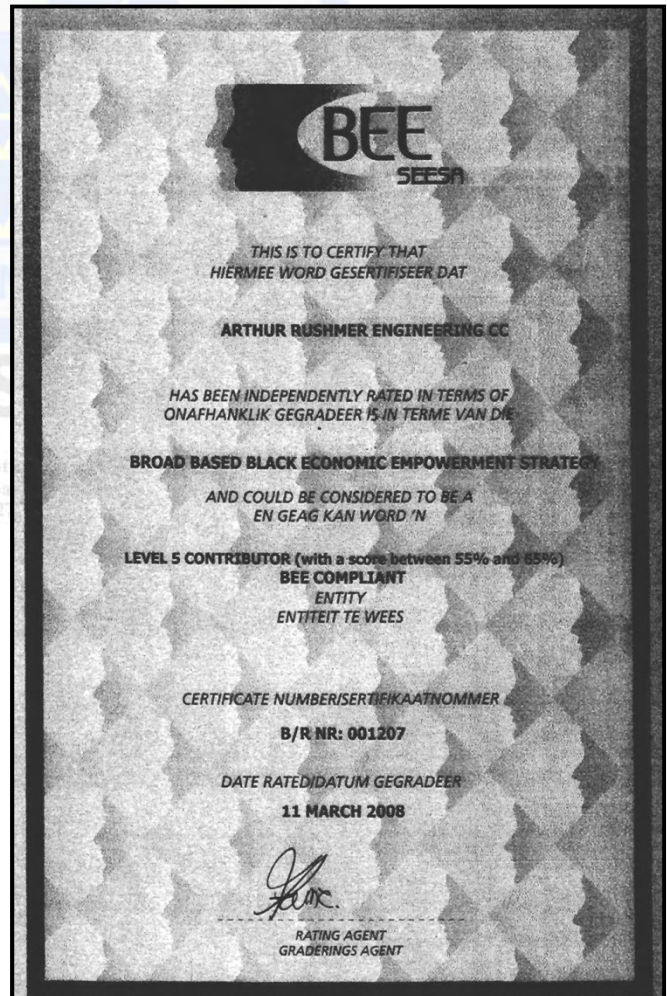 BEE
SEESA
THIS IS TO CERTIFY THAT
HIERMEE WORD GESERTIFISEER DAT
ARTHUR RUSHMER ENGINEERING CC
HAS BEEN INDEPENDENTLY RATED IN TERMS OF
ONAFHANKLIK GEGRADEER IS IN TERME VAN DIE
BROAD BASED BLACK ECONOMIC EMPOWERMENT STRATEGY
AND COULD BE CONSIDERED TO BE A
EN GEAG KAN WORD 'N
LEVEL 5 CONTRIBUTOR (with a score between 55% and 65%)
BEE COMPLIANT
ENTITY
ENTITEIT TE WEES
CERTIFICATE NUMBER/SERTIFIKAATNOMMER
B/R NR: 001207
DATE RATED/DATUM GEGRADEER
11 MARCH 2008
RATING AGENT
GRADERINGS AGENT